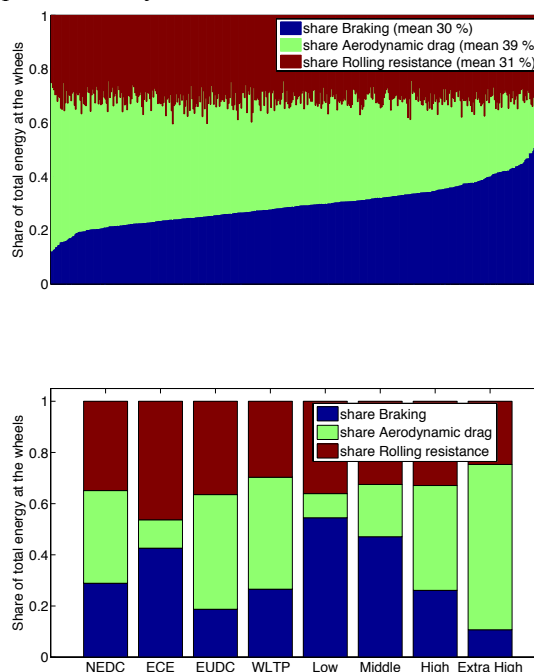 1
share Braking (mean 30 %)
share Aerodynamic drag (mean 39 %
share Rolling resistance (mean 31 %)
0.8
0.6
0.4
0.2
0
Share of total energy at the wheels
1
share Braking
share Aerodynamic drag
share Rolling resistance
0.8
0.6
0.4
0.2
0
Share of total energy at the wheels
NEDC ECE EUDC WLTP Low Middle High Extra High